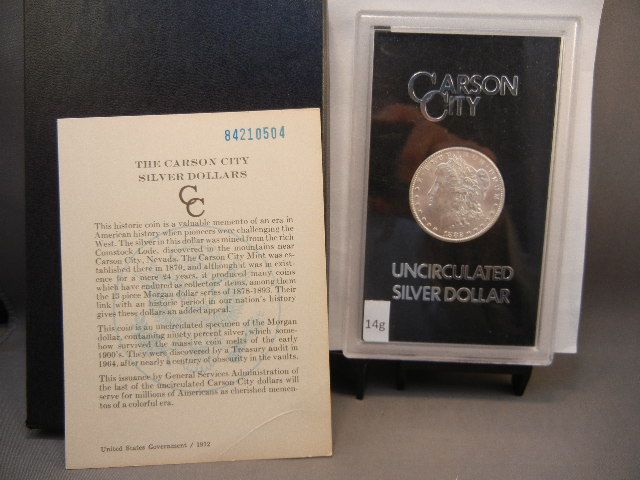 84210504
THE CARSON CITY
SILVER DOLLARS
CC
This historic coin is a valuable memento of an era in
American history when pioneers were challenging the
West. The silver in this dollar was mined from the rich
Comstock Lode, discovered in the mountains near
Carson City, Nevada. The Carson City Mint was es-
tablished there in 1870, and although it was in exist-
ence for a mere 24 years, it produced many coins
which have endured as collectors' items, among them
the 13 piece Morgan dollar series of 1878-1893. Their
link with an historic period in our nation's history
gives these dollars an added appeal.
This coin is an uncirculated specimen of the Morgan
dollar, containing ninety percent silver, which some-
how survived the massive coin melts of the early
1900's. They were discovered by a Treasury audit in
1964, after nearly a century of obscurity in the vaults.
This issuance by General Services Administration of
the last of the uncirculated Carson City dollars will
serve for millions of Americans as cherished memen-
tos of a colorful era.
United States Government / 1972
CARSON
CITY
UNCIRCULATED
SILVER DOLLAR
14g